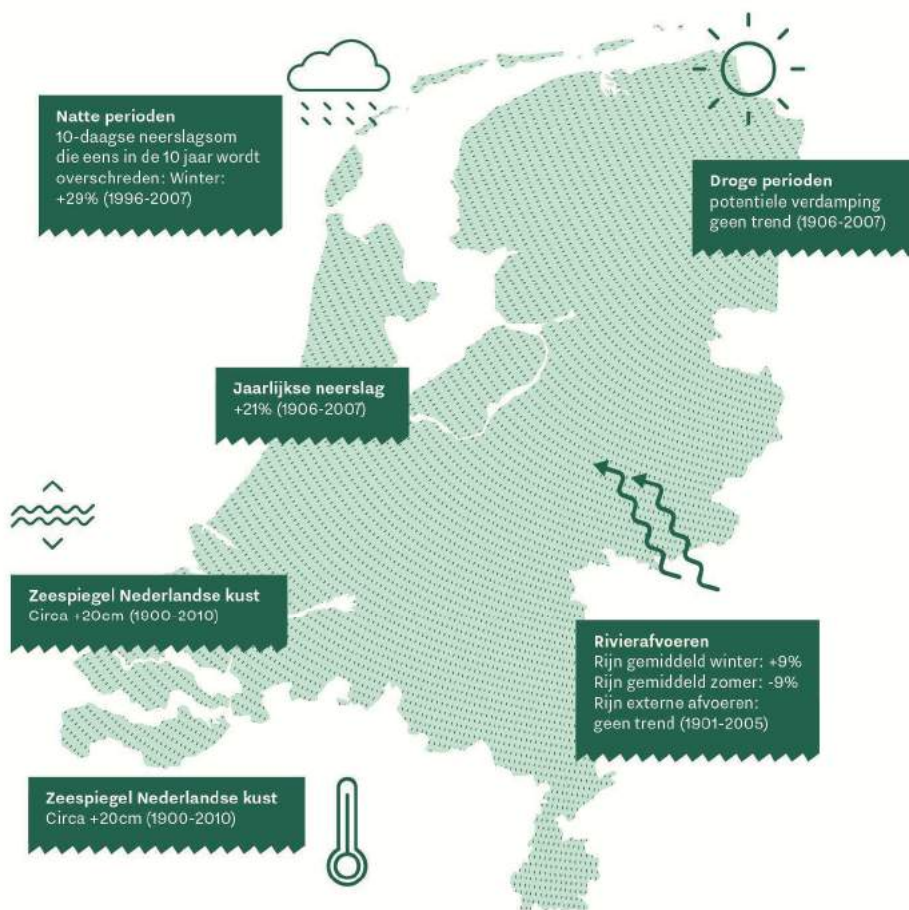 Natte perioden
10-daagse neerslagsom
die eens in de 10 jaar wordt
overschreden: Winter:
+29% (1996-2007)
Droge perioden
potentiele verdamping
geen trend (1906-2007)
Jaarlijkse neerslag
+21% (1906-2007)
Zeespiegel Nederlandse kust
Circa +20cm (1900-2010)
Rivierafvoeren
Rijn gemiddeld winter: +9%
Rijn gemiddeld zomer: -9%
Rijn externe afvoeren:
geen trend (1901-2005)
Zeespiegel Nederlandse kust
Circa +20cm (1900-2010)